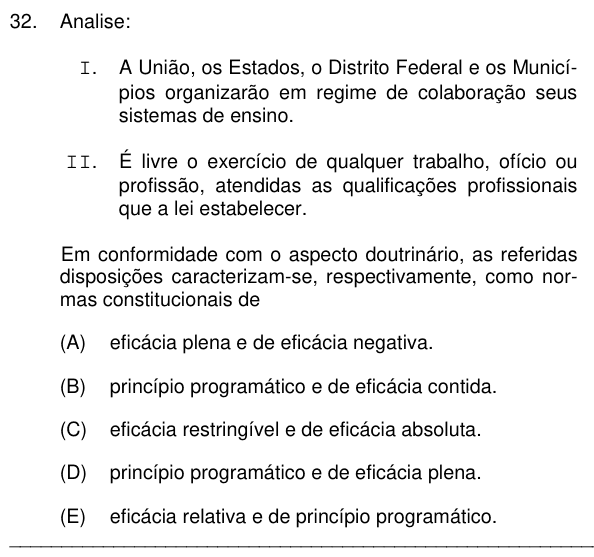 32. Analise:
I. A União, os Estados, o Distrito Federal e os Municí-
pios organizarão em regime de colaboração seus
sistemas de ensino.
II. É livre o exercício de qualquer trabalho, ofício ou
profissão, atendidas as qualificações profissionais
que a lei estabelecer.
Em conformidade com o aspecto doutrinário, as referidas
disposições caracterizam-se, respectivamente, como nor-
mas constitucionais de
(A) eficácia plena e de eficácia negativa.
(B) princípio programático e de eficácia contida.
(C) eficácia restringível e de eficácia absoluta.
(D) princípio programático e de eficácia plena.
(E) eficácia relativa e de princípio programático.